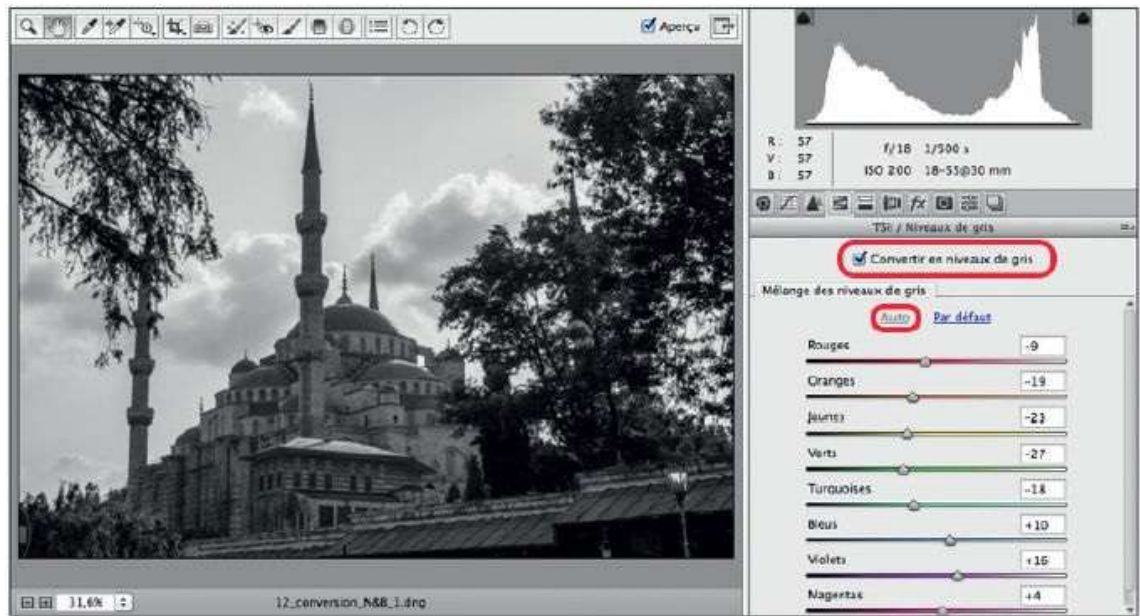 Aperçu
R : 57
V : 57
B : 57
f/18 1/500 s
ISO 200 18-55@30 mm
fx
TSI / Niveaux de gris
Convertir en niveaux de gris
Mélange des niveaux de gris
Auto Par défaut
Rouges -9
Oranges -19
Jaunes -23
Verts -27
Turquoises -18
Bleus +10
Violets +16
Magentas +4
31,6% 12_conversion_N&B_1.dng